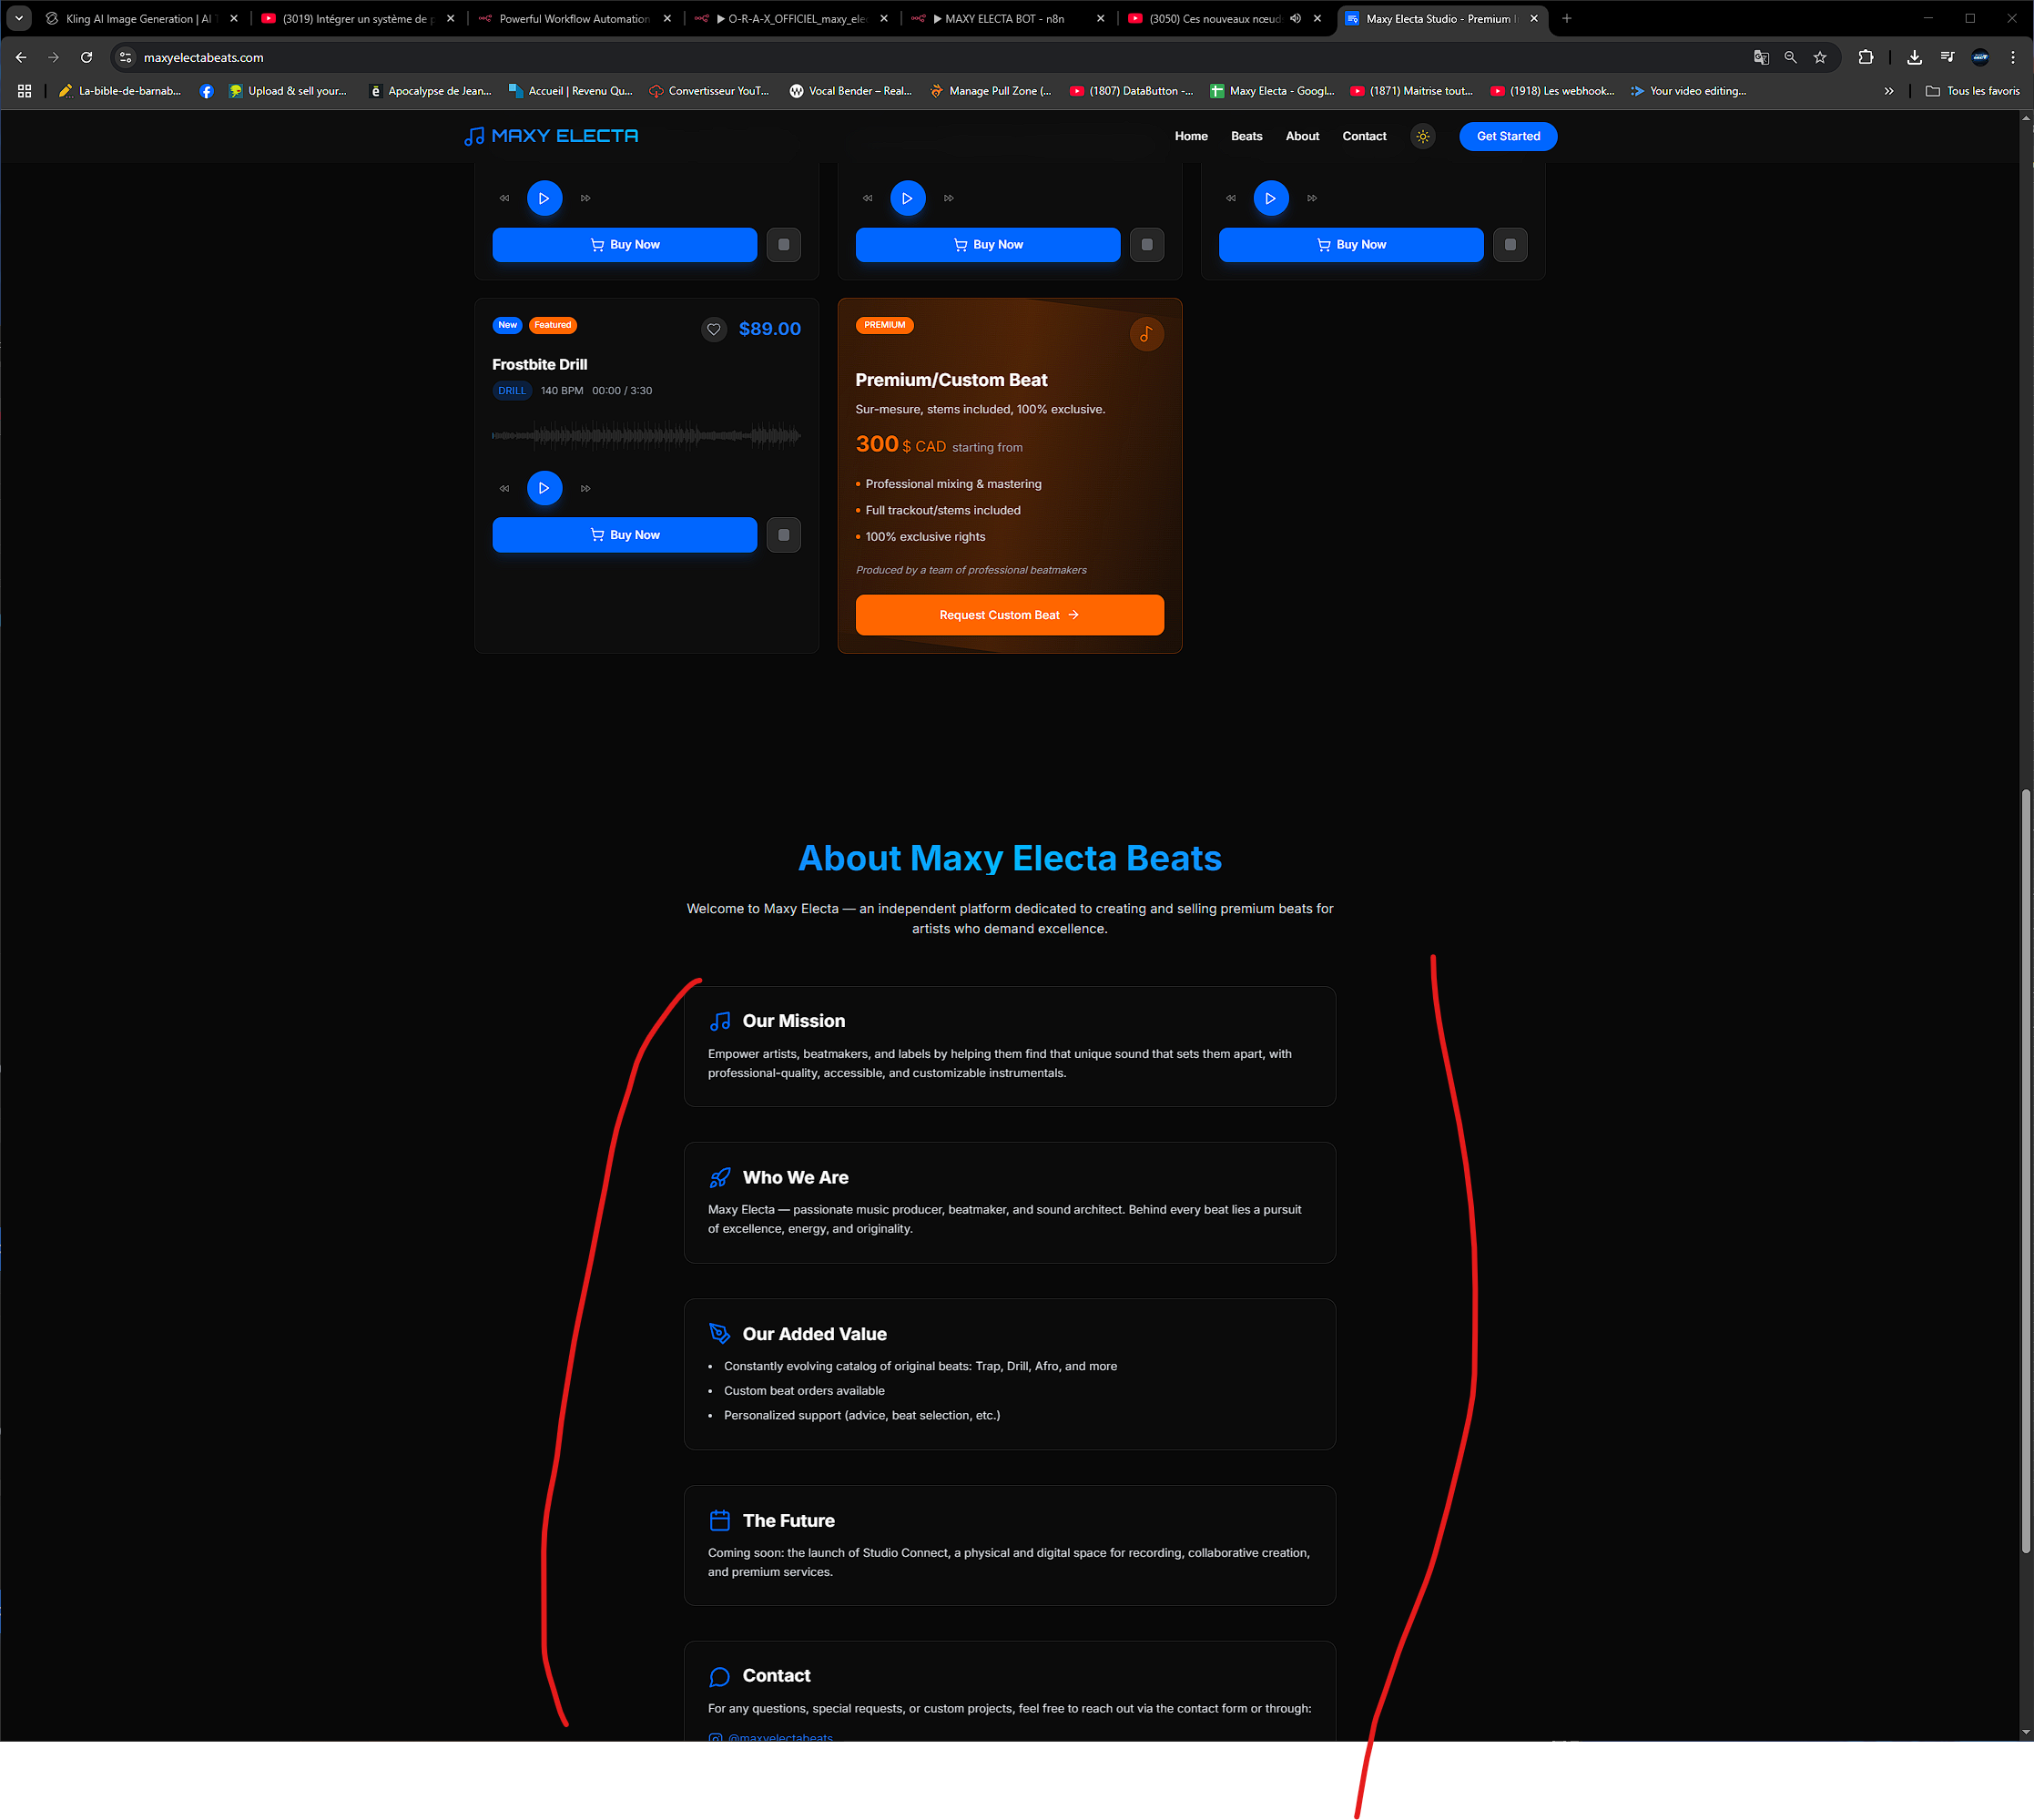 Kling AI Image Generation | AI
(3019) Intégrer un système de p
Powerful Workflow Automation
▶ O-R-A-X_OFFICIEL_maxy_ele
▶ MAXY ELECTA BOT - n8n
(3050) Ces nouveaux nœud
Maxy Electa Studio - Premium
maxyelectabeats.com
La-bible-de-barnab...
Upload & sell your...
Apocalypse de Jean...
Accueil | Revenu Qu...
Convertisseur YouT...
Vocal Bender – Real...
Manage Pull Zone (...
(1807) DataButton -...
Maxy Electa - Googl...
(1871) Maitrise tout...
(1918) Les webhook...
Your video editing...
Tous les favoris
MAXY ELECTA
Home
Beats
About
Contact
Get Started
Buy Now
Buy Now
Buy Now
New
Featured
$89.00
Frostbite Drill
DRILL 140 BPM 00:00 / 3:30
Buy Now
PREMIUM
Premium/Custom Beat
Sur-mesure, stems included, 100% exclusive.
300 $ CAD starting from
• Professional mixing & mastering
• Full trackout/stems included
• 100% exclusive rights
Produced by a team of professional beatmakers
Request Custom Beat →
About Maxy Electa Beats
Welcome to Maxy Electa — an independent platform dedicated to creating and selling premium beats for
artists who demand excellence.
Our Mission
Empower artists, beatmakers, and labels by helping them find that unique sound that sets them apart, with
professional-quality, accessible, and customizable instrumentals.
Who We Are
Maxy Electa — passionate music producer, beatmaker, and sound architect. Behind every beat lies a pursuit
of excellence, energy, and originality.
Our Added Value
• Constantly evolving catalog of original beats: Trap, Drill, Afro, and more
• Custom beat orders available
• Personalized support (advice, beat selection, etc.)
The Future
Coming soon: the launch of Studio Connect, a physical and digital space for recording, collaborative creation,
and premium services.
Contact
For any questions, special requests, or custom projects, feel free to reach out via the contact form or through:
@maxyelectabeats